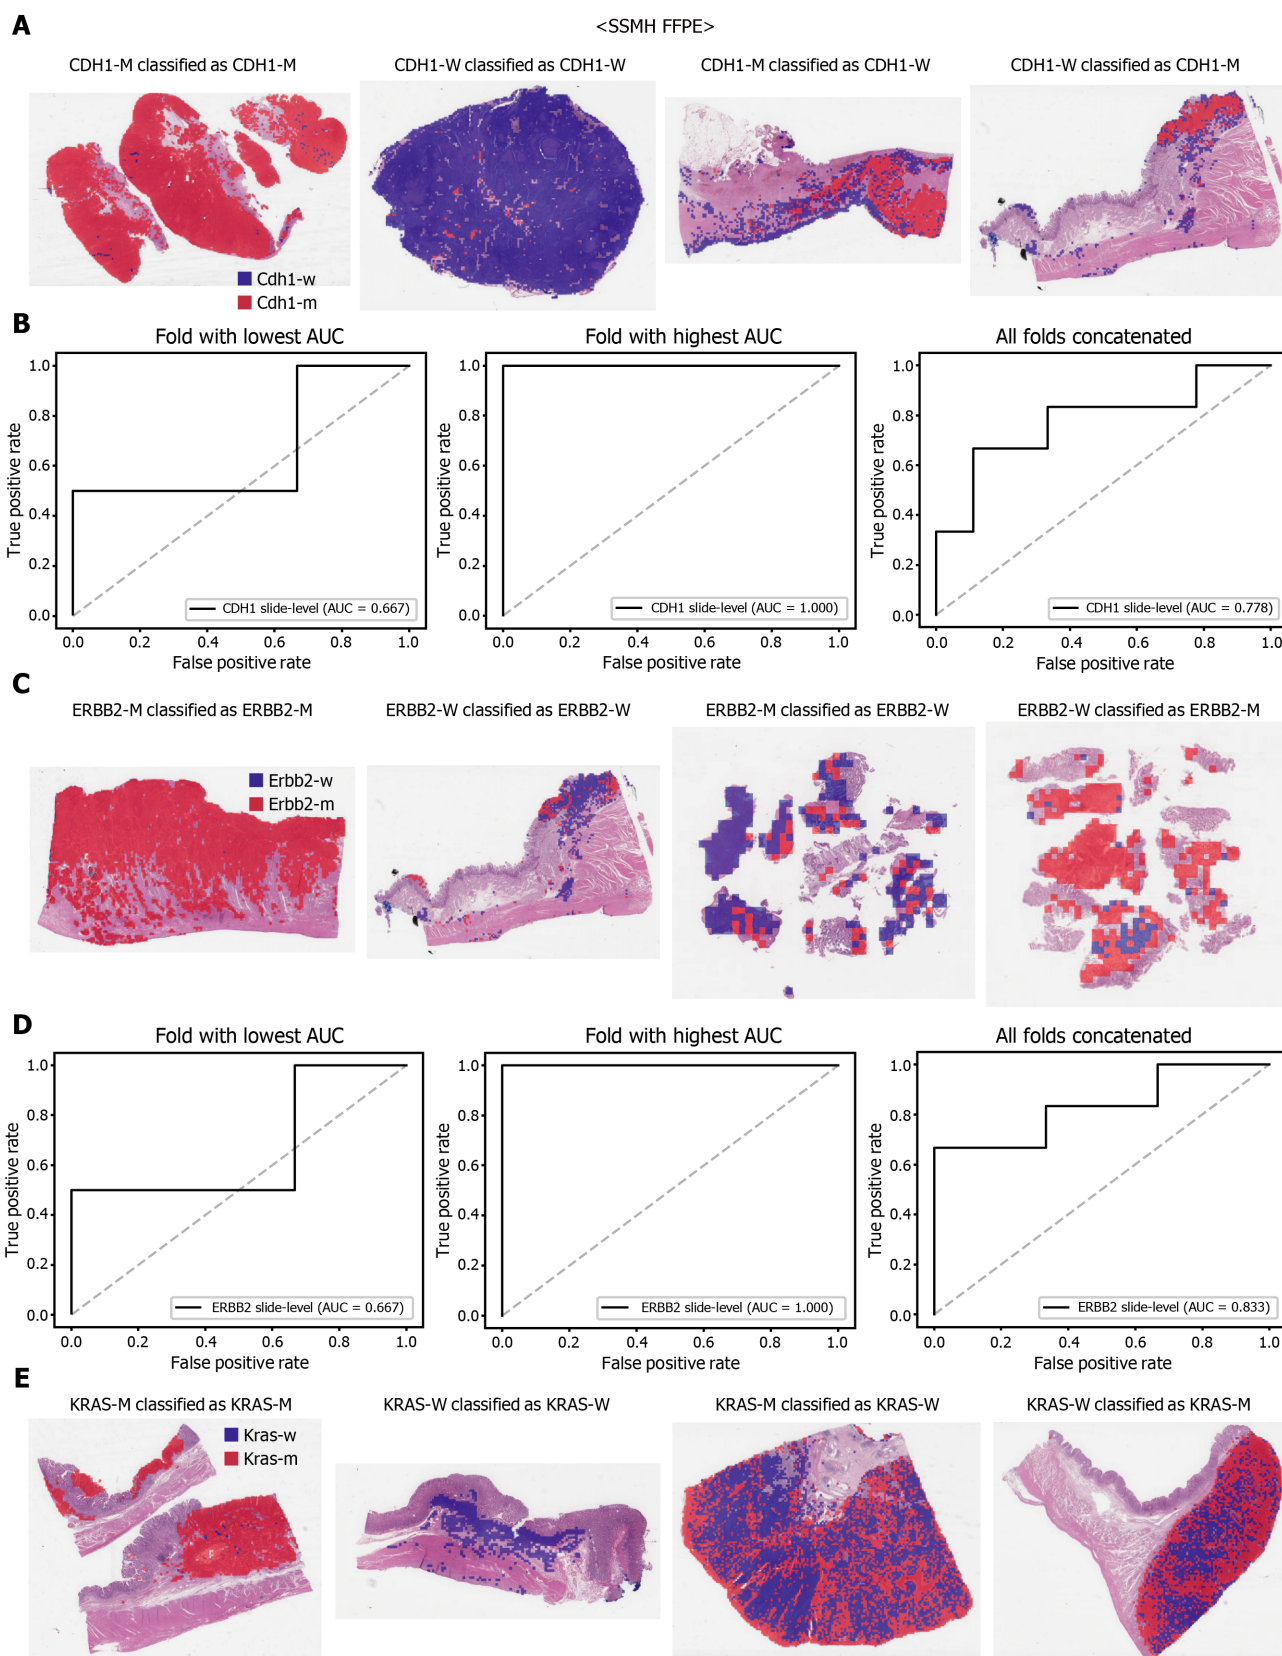 A
<SSMH FFPE>
CDH1-M classified as CDH1-M
CDH1-W classified as CDH1-W
CDH1-M classified as CDH1-W
CDH1-W classified as CDH1-M
Cdh1-w
Cdh1-m
B
Fold with lowest AUC
Fold with highest AUC
All folds concatenated
True positive rate
1.0
0.8
0.6
0.4
0.2
0.0
CDH1 slide-level (AUC = 0.667)
0.0 0.2 0.4 0.6 0.8 1.0
False positive rate
True positive rate
1.0
0.8
0.6
0.4
0.2
0.0
CDH1 slide-level (AUC = 1.000)
0.0 0.2 0.4 0.6 0.8 1.0
False positive rate
True positive rate
1.0
0.8
0.6
0.4
0.2
0.0
CDH1 slide-level (AUC = 0.778)
0.0 0.2 0.4 0.6 0.8 1.0
False positive rate
C
ERBB2-M classified as ERBB2-M
ERBB2-W classified as ERBB2-W
ERBB2-M classified as ERBB2-W
ERBB2-W classified as ERBB2-M
Erbb2-w
Erbb2-m
D
Fold with lowest AUC
Fold with highest AUC
All folds concatenated
True positive rate
1.0
0.8
0.6
0.4
0.2
0.0
ERBB2 slide-level (AUC = 0.667)
0.0 0.2 0.4 0.6 0.8 1.0
False positive rate
True positive rate
1.0
0.8
0.6
0.4
0.2
0.0
ERBB2 slide-level (AUC = 1.000)
0.0 0.2 0.4 0.6 0.8 1.0
False positive rate
True positive rate
1.0
0.8
0.6
0.4
0.2
0.0
ERBB2 slide-level (AUC = 0.833)
0.0 0.2 0.4 0.6 0.8 1.0
False positive rate
E
KRAS-M classified as KRAS-M
KRAS-W classified as KRAS-W
KRAS-M classified as KRAS-W
KRAS-W classified as KRAS-M
Kras-w
Kras-m